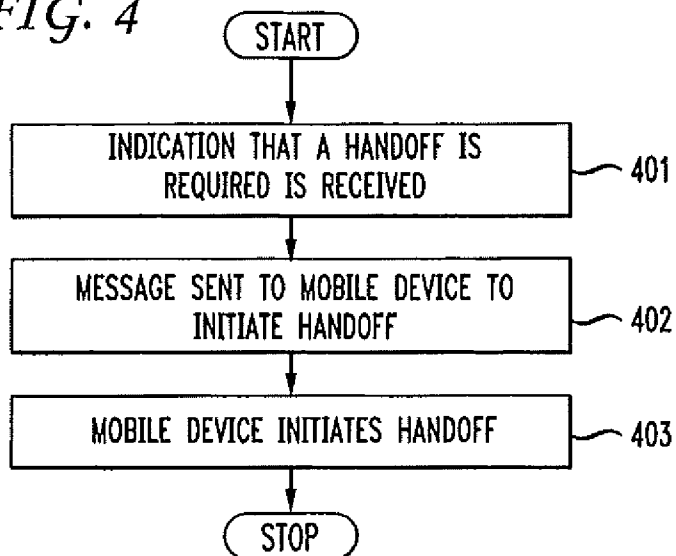 FIG. 4
START
INDICATION THAT A HANDOFF IS
REQUIRED IS RECEIVED
401
MESSAGE SENT TO MOBILE DEVICE TO
INITIATE HANDOFF
402
MOBILE DEVICE INITIATES HANDOFF
403
STOP